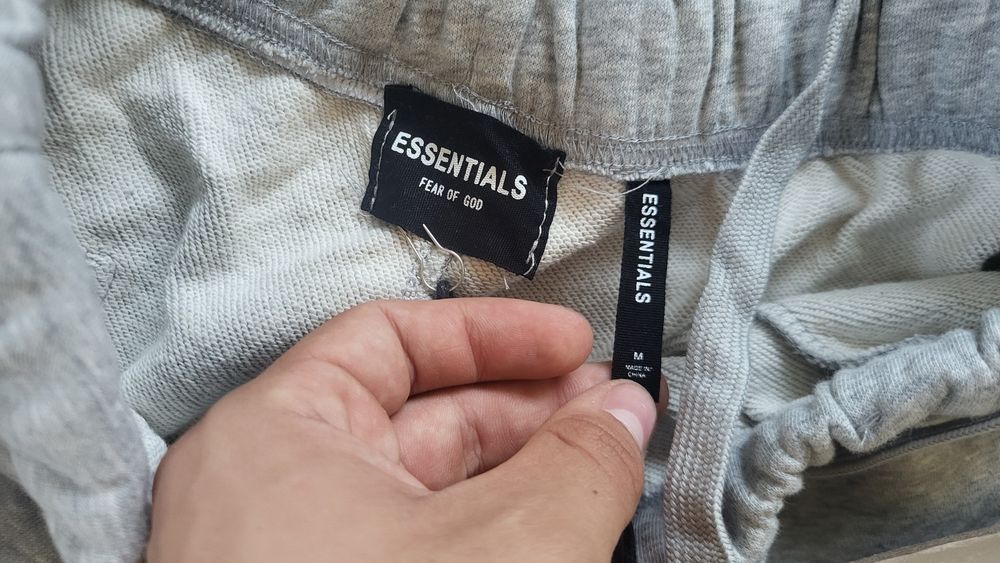 ESSENTIALS
FEAR OF GOD
ESSENTIALS
M
MADE IN
CHINA